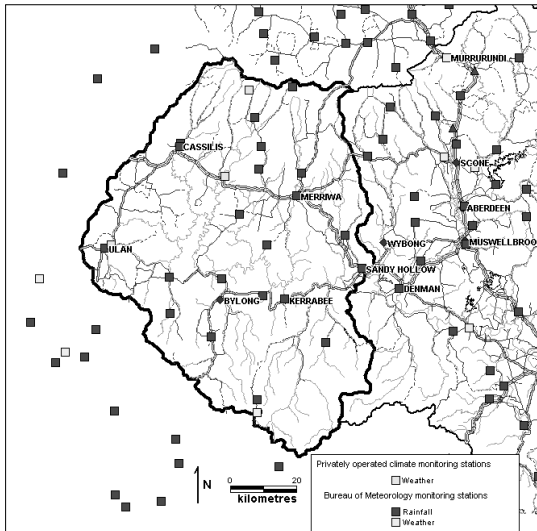 MURRURUNDI
CASSILIS
SCONE
MERRIWA
ABERDEEN
WYBONG
MUSWELLBROO
ULAN
SANDY HOLLOW
DENMAN
BYLONG
KERRABEE
Privately operated climate monitoring stations
Weather
Bureau of Meteorology monitoring stations
Rainfall
Weather
N
0 20
kilometres